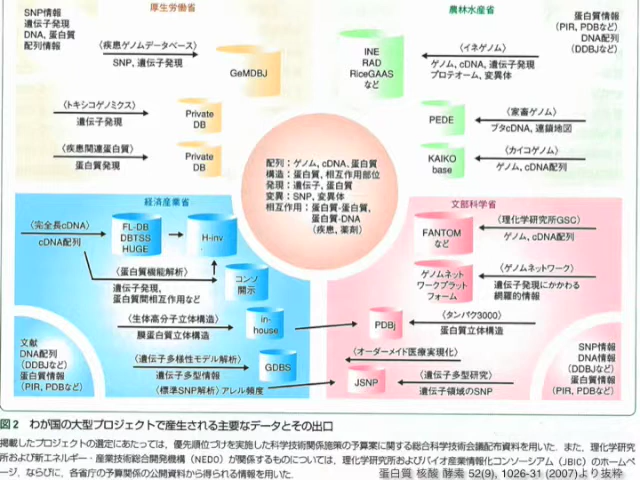 厚生労働省
SNP情報
遺伝子発現
DNA, 蛋白質
配列情報
〈疾患ゲノムデータベース〉
SNP, 遺伝子発現
GeMDBJ
〈トキシコゲノミクス〉
遺伝子発現
Private
DB
〈疾患関連蛋白質〉
蛋白質発現
Private
DB
農林水産省
蛋白質情報
(PIR, PDBなど)
DNA配列
(DDBJなど)
INE
RAD
RiceGAAS
など
〈イネゲノム〉
ゲノム, cDNA, 遺伝子発現
プロテオーム, 変異体
PEDE
〈家畜ゲノム〉
ブタcDNA, 連鎖地図
KAIKO
base
〈カイコゲノム〉
ゲノム, cDNA配列
配列：ゲノム, cDNA, 蛋白質
構造：蛋白質, 相互作用部位
発現：遺伝子, 蛋白質
変異：SNP, 変異体
相互作用：蛋白質-蛋白質,
蛋白質-DNA
(疾患, 薬剤)
経済産業省
〈完全長cDNA〉
cDNA配列
FL-DB
DBTSS
HUGE
H-inv
〈蛋白質機能解析〉
遺伝子発現,
蛋白質間相互作用など
コンソ
開示
〈生体高分子立体構造〉
膜蛋白質立体構造
in-
house
〈遺伝子多様性モデル解析〉
遺伝子多型情報
GDBS
〈標準SNP解析〉アレル頻度
文献
DNA配列
(DDBJなど)
蛋白質情報
(PIR, PDBなど)
文部科学省
FANTOM
など
〈理化学研究所GSC〉
ゲノム, cDNA配列
ゲノムネット
ワークプラット
フォーム
〈ゲノムネットワーク〉
遺伝子発現にかかわる
網羅的情報
PDBj
〈タンパク3000〉
蛋白質立体構造
〈オーダーメイド医療実現化〉
JSNP
〈遺伝子多型研究〉
遺伝子領域のSNP
SNP情報
DNA情報
(DDBJなど)
蛋白質情報
(PIR, PDBなど)
図2 わが国の大型プロジェクトで産生される主要なデータとその出口
掲載したプロジェクトの選定にあたっては, 優先順位づけを実施した科学技術関係施策の予算案に関する総合科学技術会議配布資料を用いた. また, 理化学研究
所および新エネルギー・産業技術総合開発機構（NEDO）が関係するものについては, 理化学研究所およびバイオ産業情報化コンソーシアム（JBIC）のホームペ
ージ, ならびに, 各省庁の予算関係の公開資料から得られる情報を用いた.
蛋白質 核酸 酵素 52(9), 1026-31 (2007)より抜粋